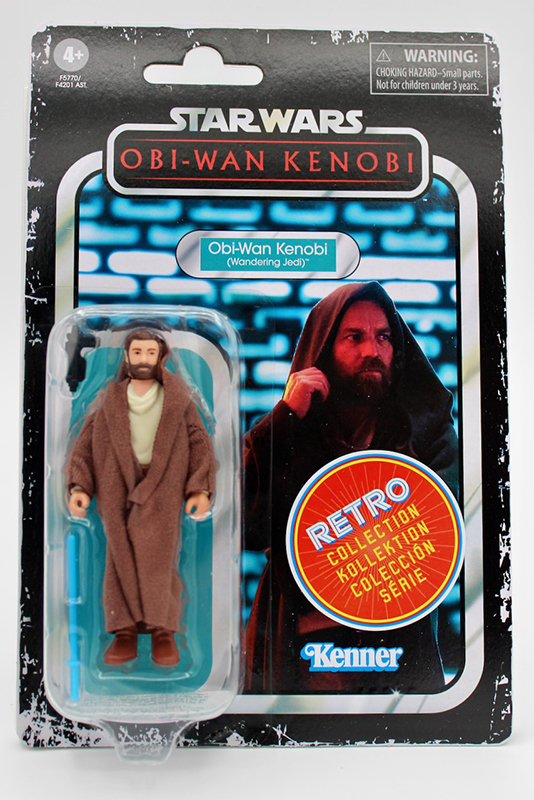 4+
F5770/
F4201 AST.
⚠ WARNING:
CHOKING HAZARD–Small parts.
Not for children under 3 years.
STAR WARS
OBI-WAN KENOBI
Obi-Wan Kenobi
(Wandering Jedi)™
RETRO
COLLECTION
KOLLEKTION
COLECCIÓN
SÉRIE
Kenner